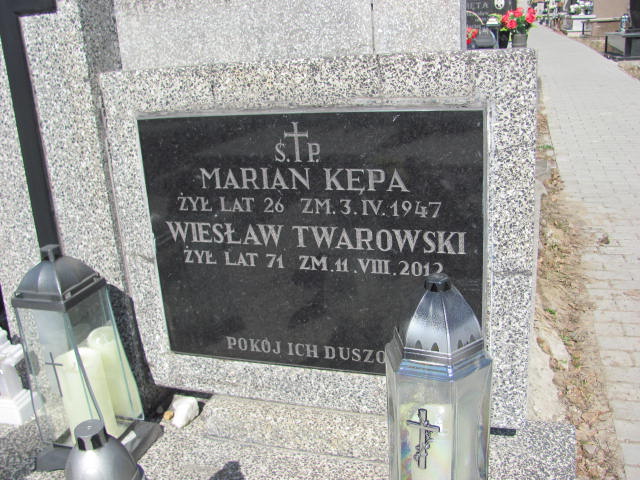 Ś.†P.
MARIAN KĘPA
ŻYŁ LAT 26 ZM. 3. IV. 1947
WIESŁAW TWAROWSKI
ŻYŁ LAT 71 ZM. 11. VIII. 2012
POKÓJ ICH DUSZO